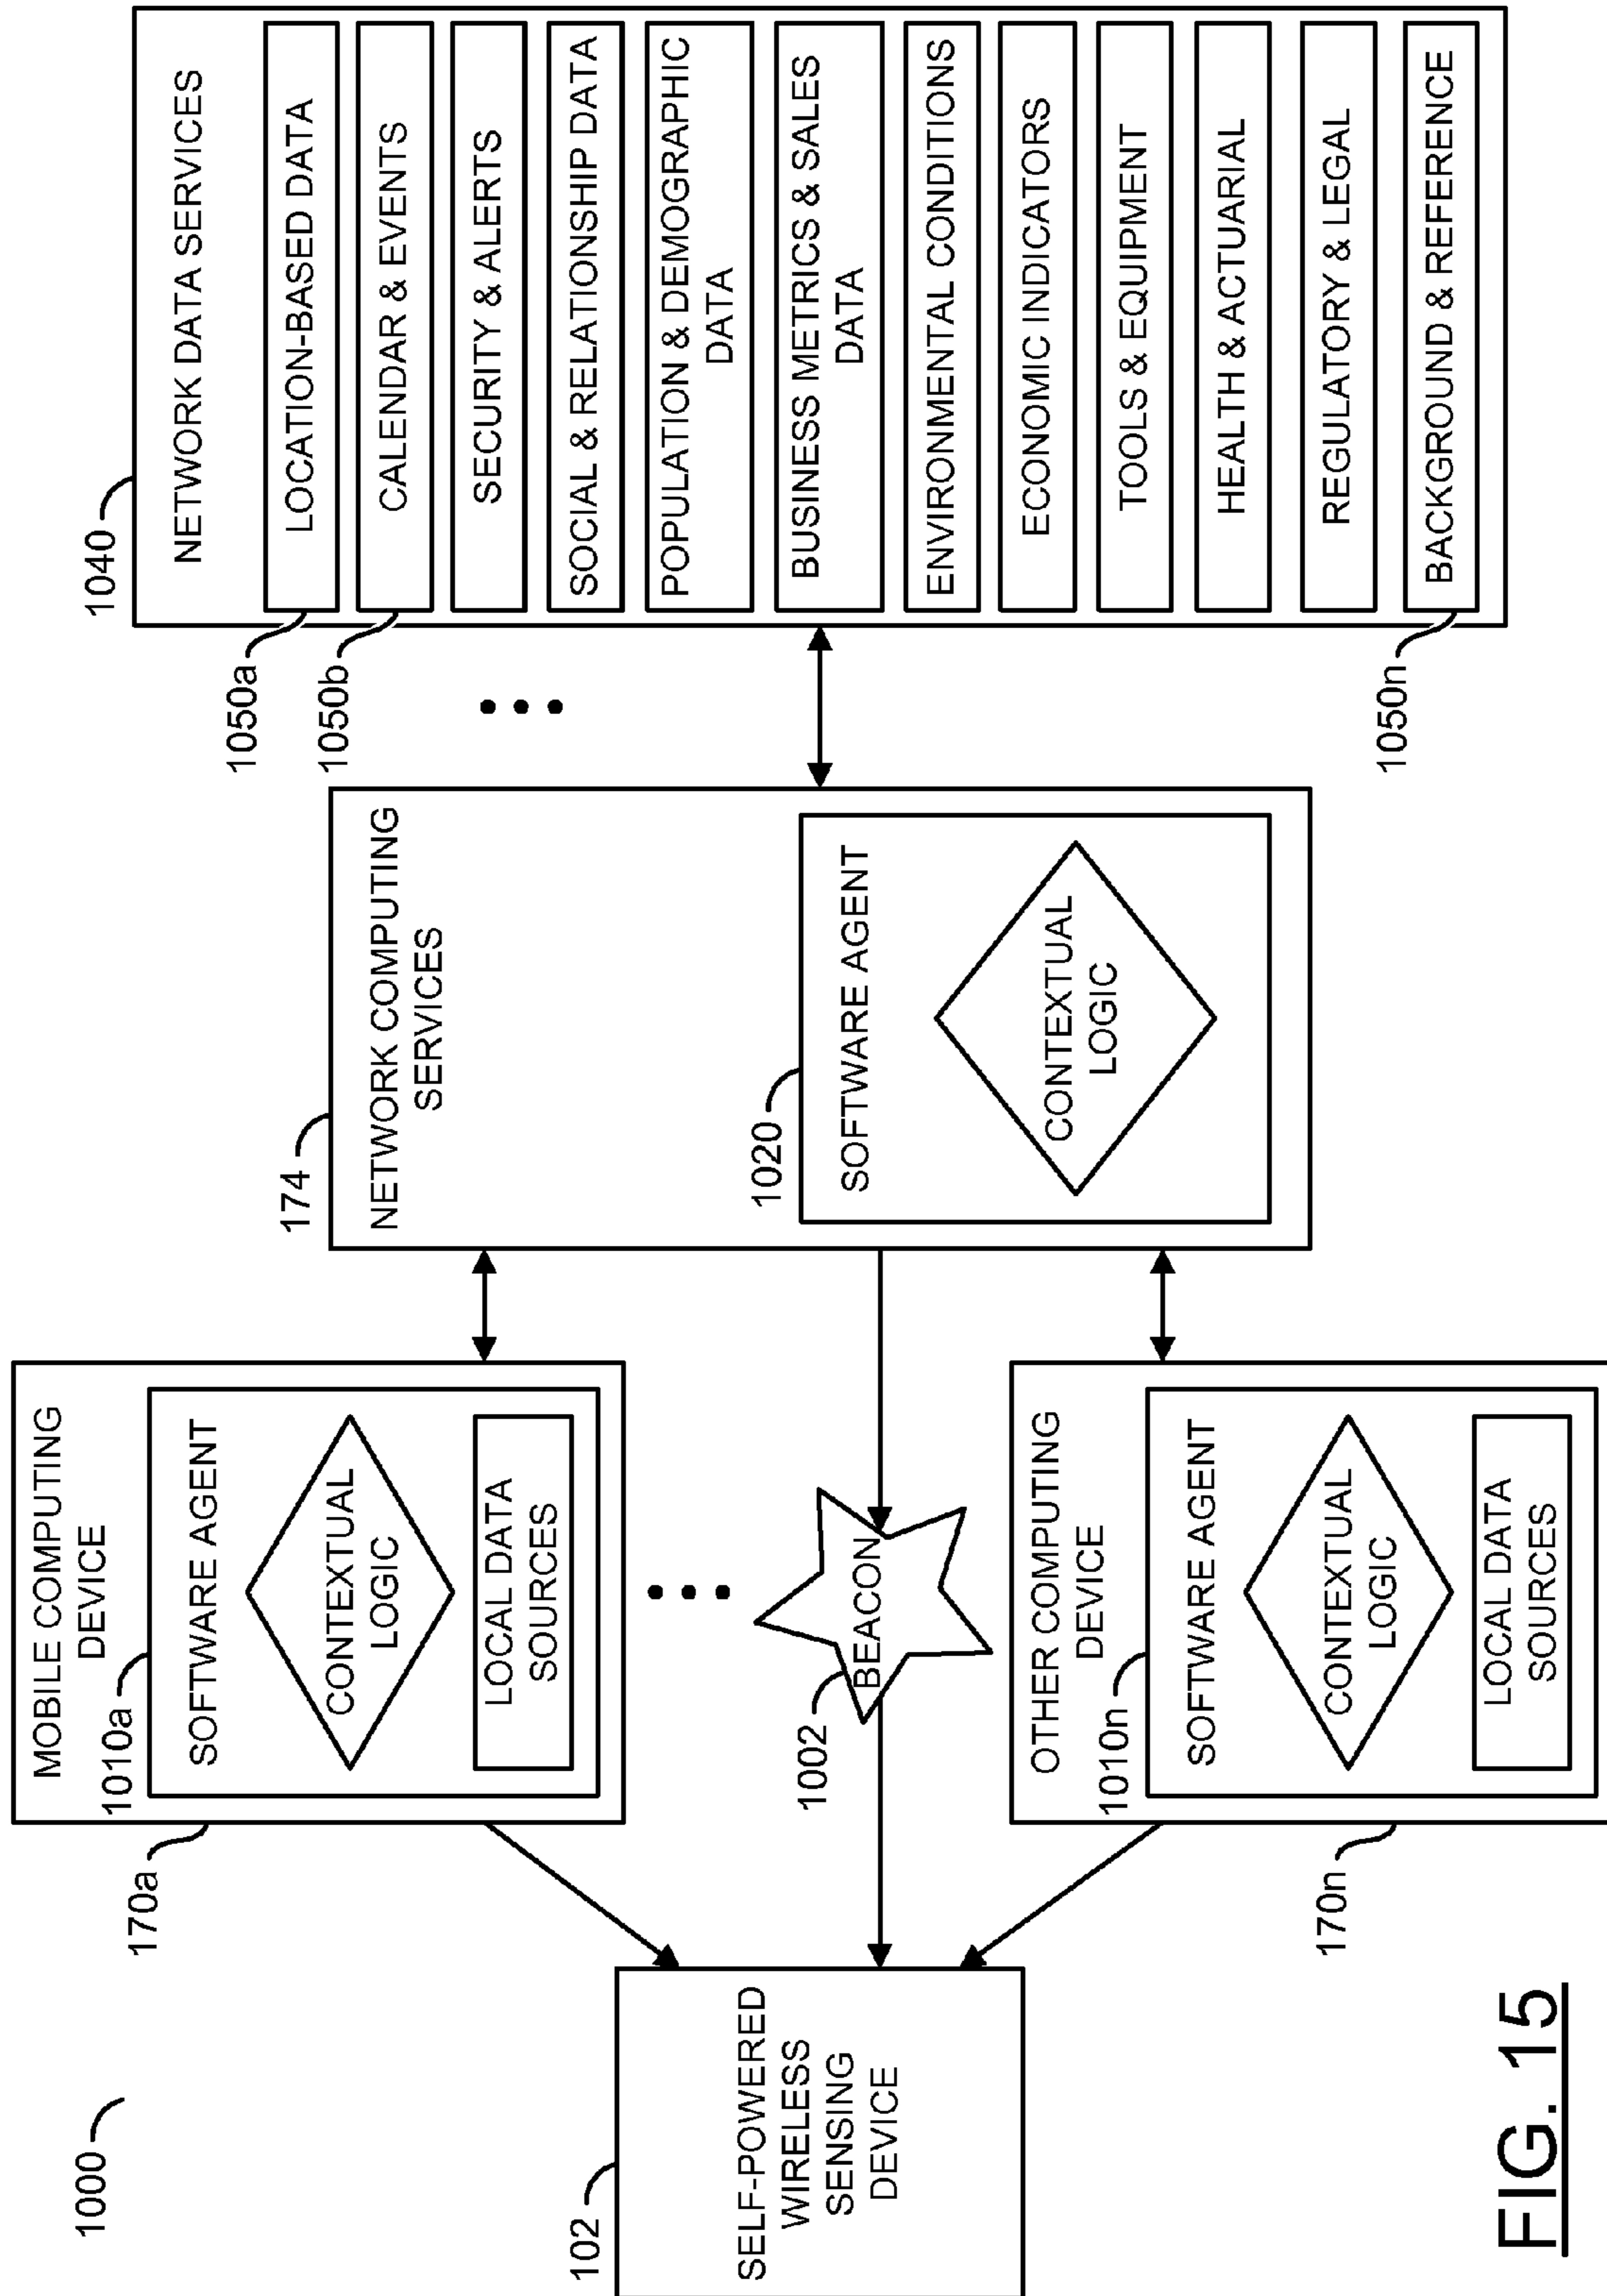 1000
102
SELF-POWERED
WIRELESS
SENSING
DEVICE
170a
MOBILE COMPUTING
DEVICE
1010a
SOFTWARE AGENT
CONTEXTUAL
LOGIC
LOCAL DATA
SOURCES
1002
BEACON
170n
OTHER COMPUTING
DEVICE
1010n
SOFTWARE AGENT
CONTEXTUAL
LOGIC
LOCAL DATA
SOURCES
174
NETWORK COMPUTING
SERVICES
1020
SOFTWARE AGENT
CONTEXTUAL
LOGIC
1040
NETWORK DATA SERVICES
1050a
LOCATION-BASED DATA
1050b
CALENDAR & EVENTS
SECURITY & ALERTS
SOCIAL & RELATIONSHIP DATA
POPULATION & DEMOGRAPHIC
DATA
BUSINESS METRICS & SALES
DATA
ENVIRONMENTAL CONDITIONS
ECONOMIC INDICATORS
TOOLS & EQUIPMENT
HEALTH & ACTUARIAL
REGULATORY & LEGAL
1050n
BACKGROUND & REFERENCE
FIG. 15